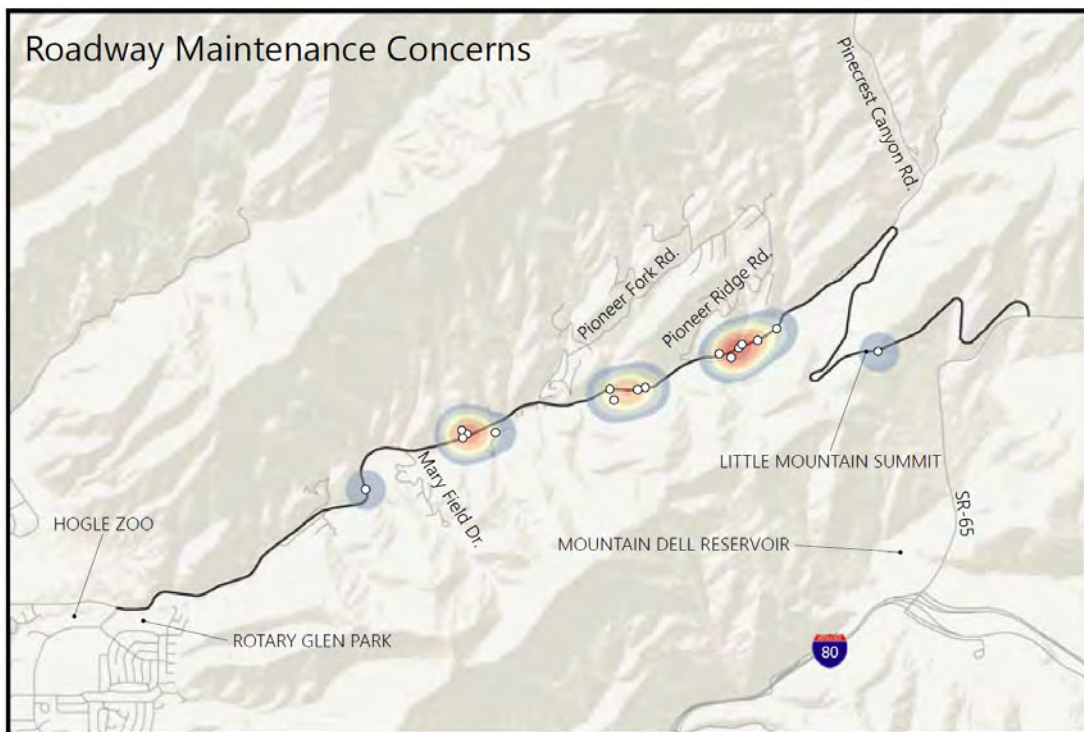 Roadway Maintenance Concerns
Pinecrest Canyon Rd.
Pioneer Fork Rd.
Pioneer Ridge Rd.
LITTLE MOUNTAIN SUMMIT
Mary Field Dr.
SR-65
HOGLE ZOO
MOUNTAIN DELL RESERVOIR
ROTARY GLEN PARK
80